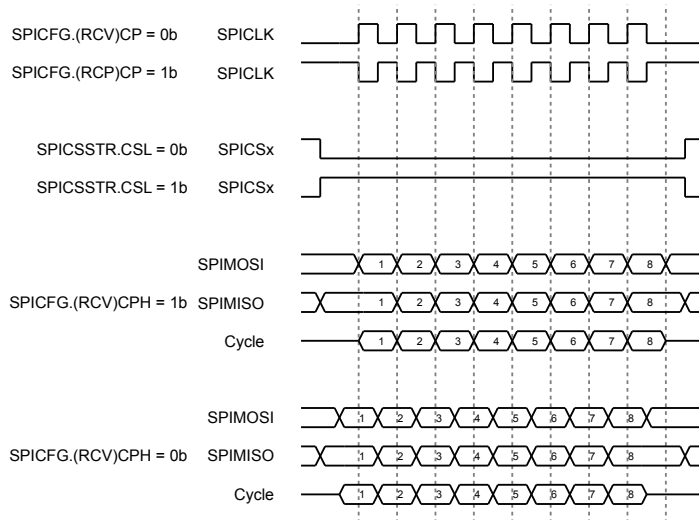 SPICFG.(RCV)CP = 0b SPICLK
SPICFG.(RCP)CP = 1b SPICLK
SPICSSTR.CSL = 0b SPICSx
SPICSSTR.CSL = 1b SPICSx
SPIMOSI 1 2 3 4 5 6 7 8
SPICFG.(RCV)CPH = 1b SPIMISO 1 2 3 4 5 6 7 8
Cycle 1 2 3 4 5 6 7 8
SPIMOSI 1 2 3 4 5 6 7 8
SPICFG.(RCV)CPH = 0b SPIMISO 1 2 3 4 5 6 7 8
Cycle 1 2 3 4 5 6 7 8